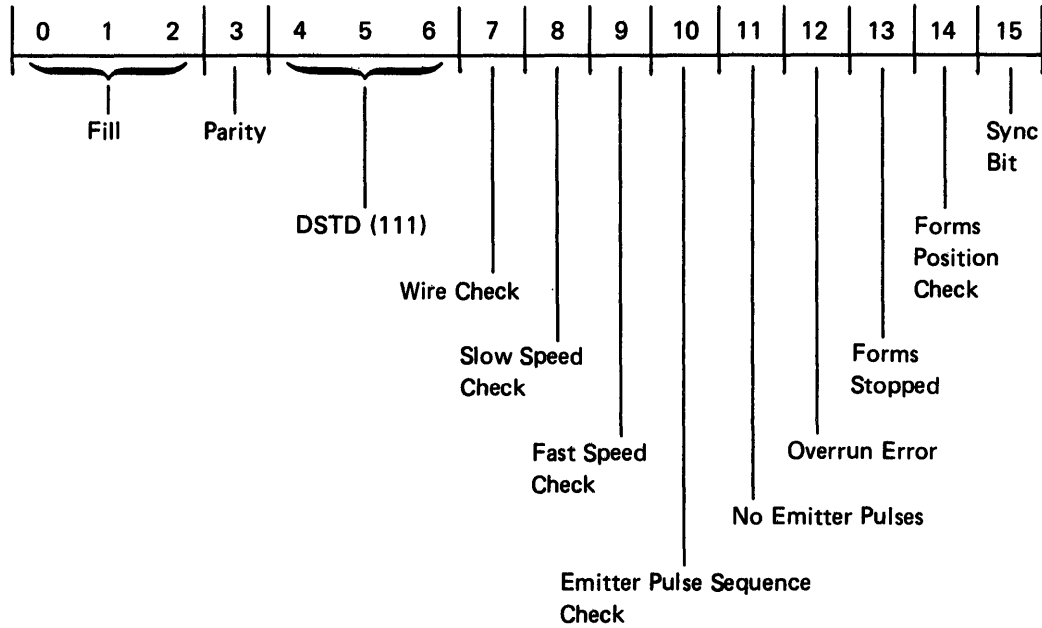 0 1 2 3 4 5 6 7 8 9 10 11 12 13 14 15
Fill
Parity
Sync
Bit
DSTD (111)
Forms
Position
Check
Wire Check
Slow Speed
Check
Forms
Stopped
Fast Speed
Check
Overrun Error
No Emitter Pulses
Emitter Pulse Sequence
Check